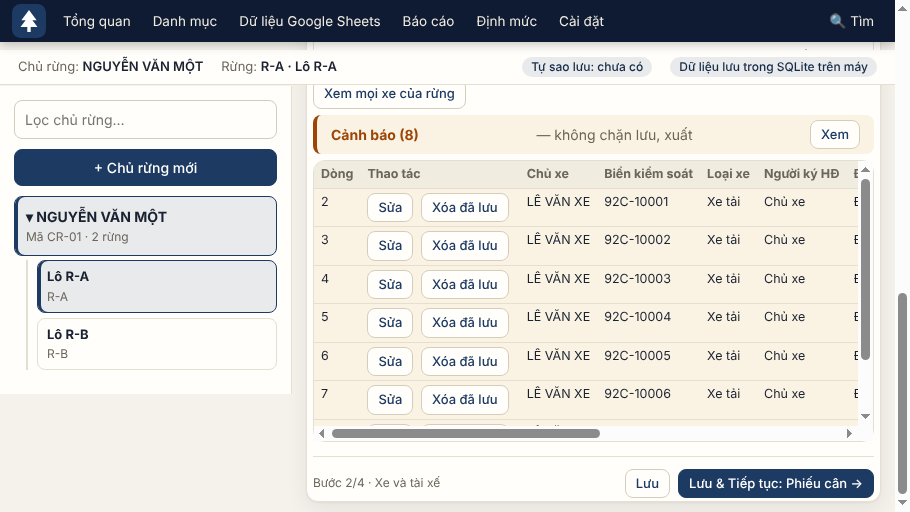 Tổng quan Danh mục Dữ liệu Google Sheets Báo cáo Định mức Cài đặt 🔍 Tìm
Chủ rừng: NGUYỄN VĂN MỘT Rừng: R-A · Lô R-A Tự sao lưu: chưa có Dữ liệu lưu trong SQLite trên máy
Lọc chủ rừng...
+ Chủ rừng mới
▾ NGUYỄN VĂN MỘT
Mã CR-01 · 2 rừng
Lô R-A
R-A
Lô R-B
R-B
Xem mọi xe của rừng
Cảnh báo (8) — không chặn lưu, xuất Xem
Dòng Thao tác Chủ xe Biển kiểm soát Loại xe Người ký HĐ
2 Sửa Xóa đã lưu LÊ VĂN XE 92C-10001 Xe tải Chủ xe
3 Sửa Xóa đã lưu LÊ VĂN XE 92C-10002 Xe tải Chủ xe
4 Sửa Xóa đã lưu LÊ VĂN XE 92C-10003 Xe tải Chủ xe
5 Sửa Xóa đã lưu LÊ VĂN XE 92C-10004 Xe tải Chủ xe
6 Sửa Xóa đã lưu LÊ VĂN XE 92C-10005 Xe tải Chủ xe
7 Sửa Xóa đã lưu LÊ VĂN XE 92C-10006 Xe tải Chủ xe
Bước 2/4 · Xe và tài xế Lưu Lưu & Tiếp tục: Phiếu cân →